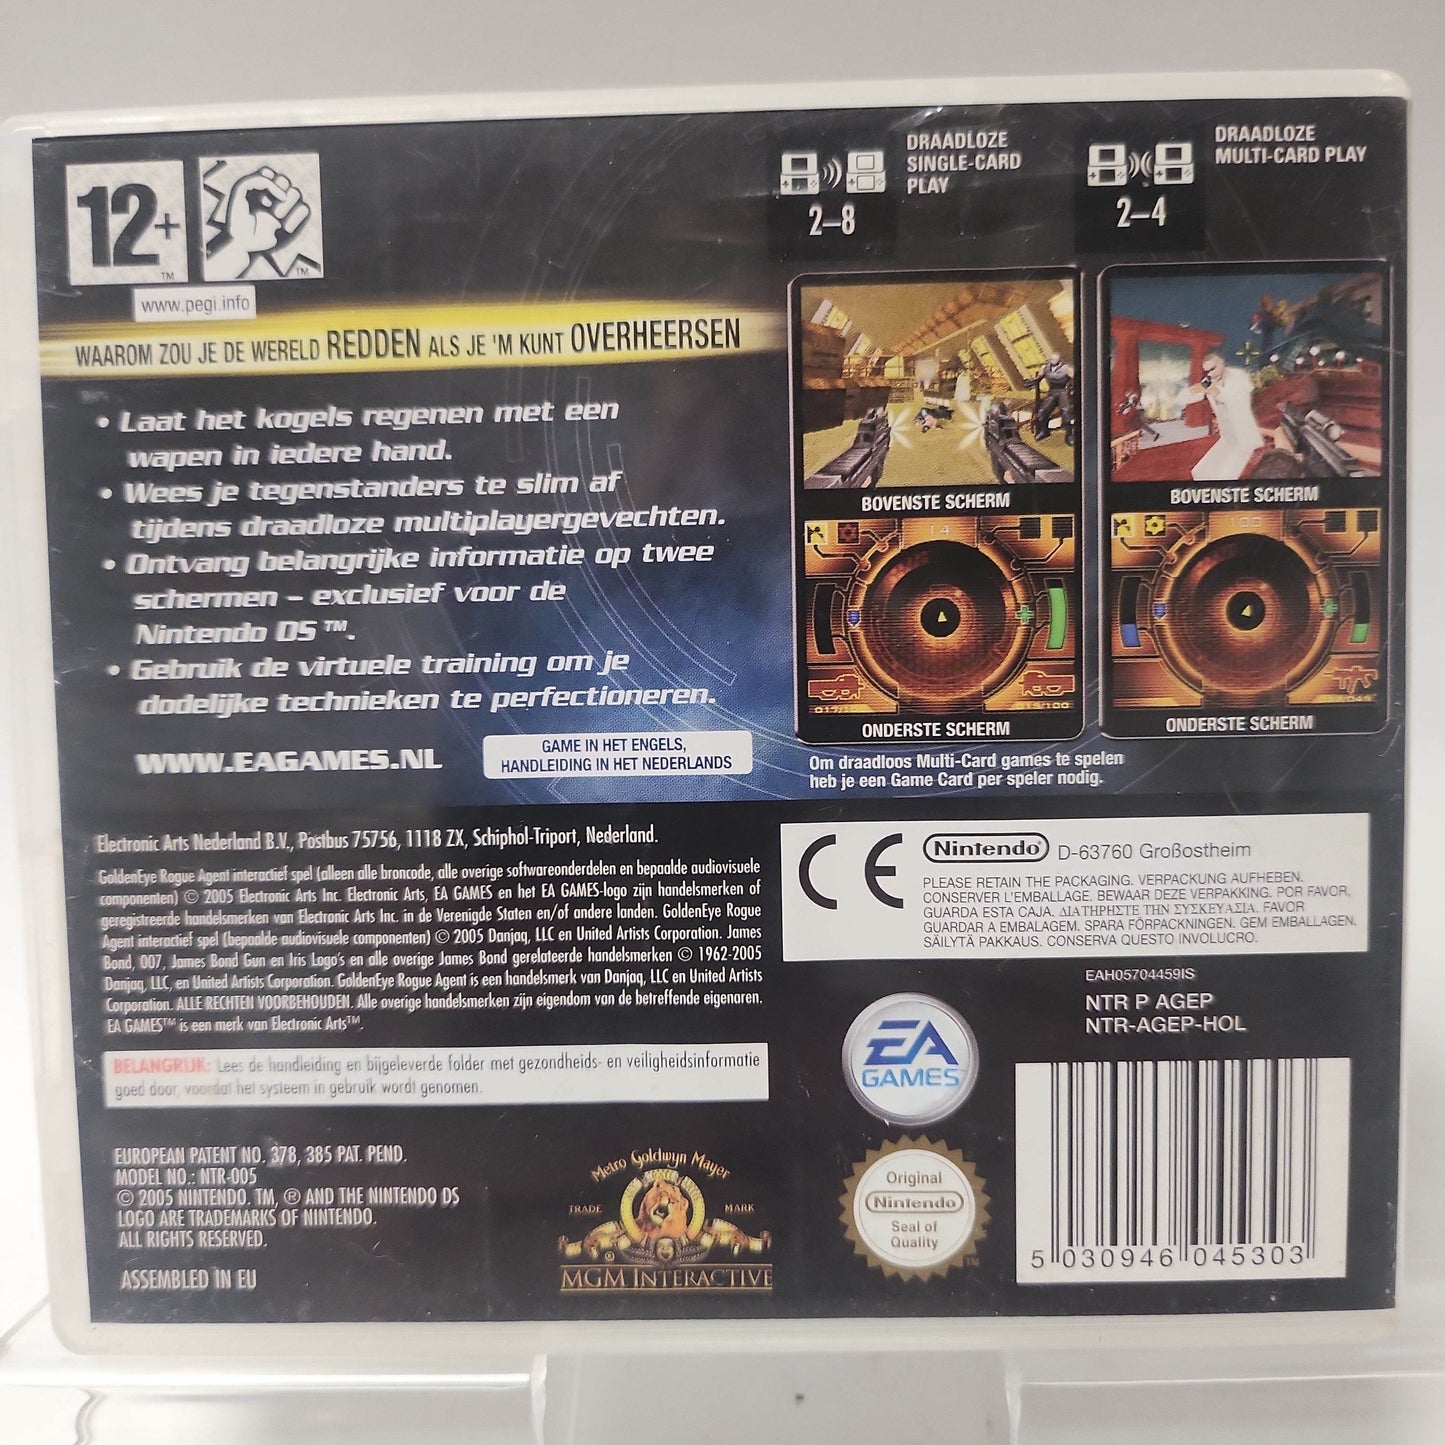 12+
TM
TM
www.pegi.info
DRAADLOZE
SINGLE-CARD
PLAY
2–8
DRAADLOZE
MULTI-CARD PLAY
2–4
WAAROM ZOU JE DE WERELD REDDEN ALS JE 'M KUNT OVERHEERSEN
• Laat het kogels regenen met een
wapen in iedere hand.
• Wees je tegenstanders te slim af
tijdens draadloze multiplayergevechten.
• Ontvang belangrijke informatie op twee
schermen – exclusief voor de
Nintendo DS™.
• Gebruik de virtuele training om je
dodelijke technieken te perfectioneren.
WWW.EAGAMES.NL
GAME IN HET ENGELS,
HANDLEIDING IN HET NEDERLANDS
BOVENSTE SCHERM
14
ONDERSTE SCHERM
BOVENSTE SCHERM
100
ONDERSTE SCHERM
Om draadloos Multi-Card games te spelen
heb je een Game Card per speler nodig.
Electronic Arts Nederland B.V., Postbus 75756, 1118 ZX, Schiphol-Triport, Nederland.
GoldenEye Rogue Agent interactief spel (alleen alle broncode, alle overige softwareonderdelen en bepaalde audiovisuele
componenten) © 2005 Electronic Arts Inc. Electronic Arts, EA GAMES en het EA GAMES-logo zijn handelsmerken of
geregistreerde handelsmerken van Electronic Arts Inc. in de Verenigde Staten en/of andere landen. GoldenEye Rogue
Agent interactief spel (bepaalde audiovisuele componenten) © 2005 Danjaq, LLC en United Artists Corporation. James
Bond, 007, James Bond Gun en Iris Logo's en alle overige James Bond gerelateerde handelsmerken © 1962-2005
Danjaq, LLC, en United Artists Corporation. GoldenEye Rogue Agent is een handelsmerk van Danjaq, LLC en United Artists
Corporation. ALLE RECHTEN VOORBEHOUDEN. Alle overige handelsmerken zijn eigendom van de betreffende eigenaren.
EA GAMES™ is een merk van Electronic Arts™.
BELANGRIJK: Lees de handleiding en bijgeleverde folder met gezondheids- en veiligheidsinformatie
goed door, voordat het systeem in gebruik wordt genomen.
EUROPEAN PATENT NO. 378, 385 PAT. PEND.
MODEL NO.: NTR-005
© 2005 NINTENDO. TM, ® AND THE NINTENDO DS
LOGO ARE TRADEMARKS OF NINTENDO.
ALL RIGHTS RESERVED.
ASSEMBLED IN EU
Metro Goldwyn Mayer
TRADE MARK
MGM INTERACTIVE
CE
Nintendo® D-63760 Großostheim
PLEASE RETAIN THE PACKAGING. VERPACKUNG AUFHEBEN.
CONSERVER L'EMBALLAGE. BEWAAR DEZE VERPAKKING. POR FAVOR,
GUARDA ESTA CAJA. ΔΙΑΤΗΡΗΣΤΕ ΤΗΝ ΣΥΣΚΕΥΑΣΙΑ. FAVOR
GUARDAR A EMBALAGEM. SPARA FÖRPACKNINGEN. GEM EMBALLAGEN.
SÄILYTÄ PAKKAUS. CONSERVA QUESTO INVOLUCRO.
EAH05704459IS
NTR P AGEP
NTR-AGEP-HOL
EA
GAMES™
Original
Nintendo
Seal of
Quality
TM
5 030946 045303